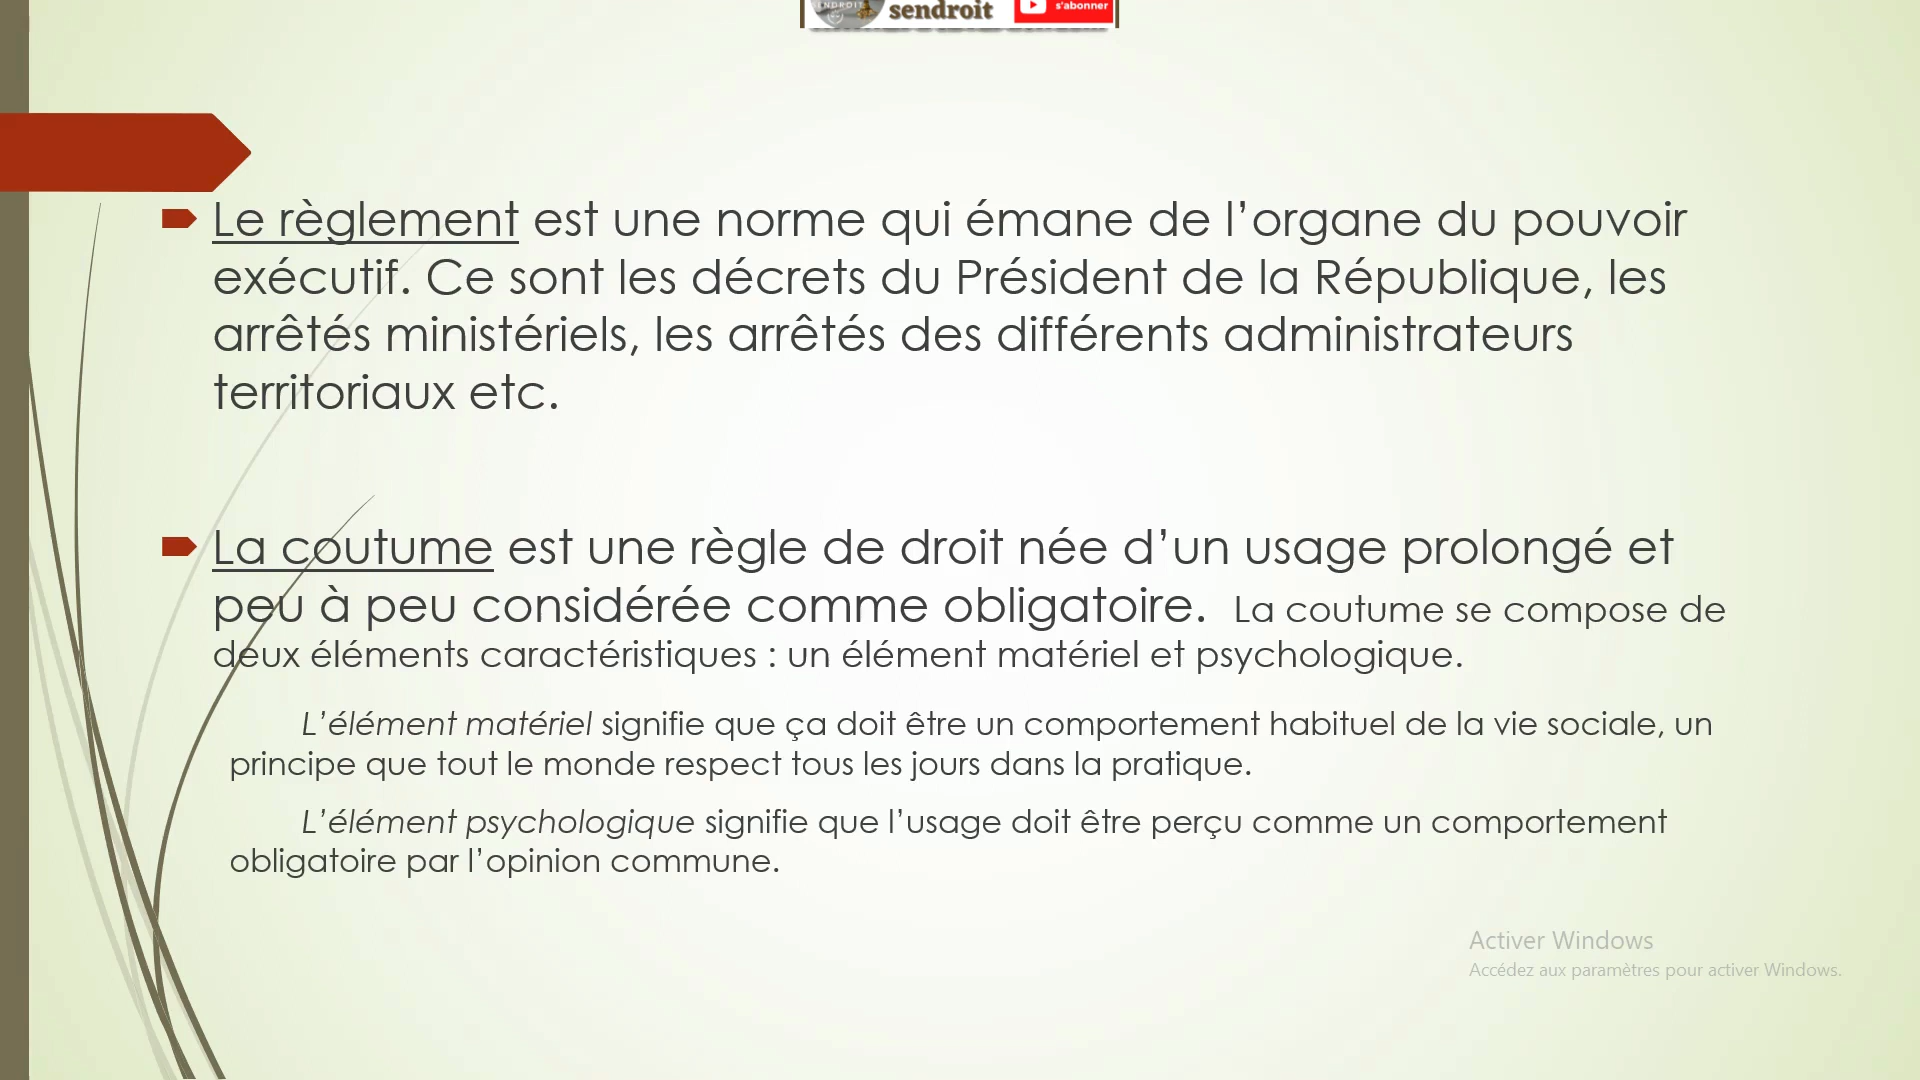 SENDROIT
sendroit
s'abonner
Le règlement est une norme qui émane de l’organe du pouvoir
exécutif. Ce sont les décrets du Président de la République, les
arrêtés ministériels, les arrêtés des différents administrateurs
territoriaux etc.
La coutume est une règle de droit née d’un usage prolongé et
peu à peu considérée comme obligatoire. La coutume se compose de
deux éléments caractéristiques : un élément matériel et psychologique.
L’élément matériel signifie que ça doit être un comportement habituel de la vie sociale, un
principe que tout le monde respect tous les jours dans la pratique.
L’élément psychologique signifie que l’usage doit être perçu comme un comportement
obligatoire par l’opinion commune.
Activer Windows
Accédez aux paramètres pour activer Windows.